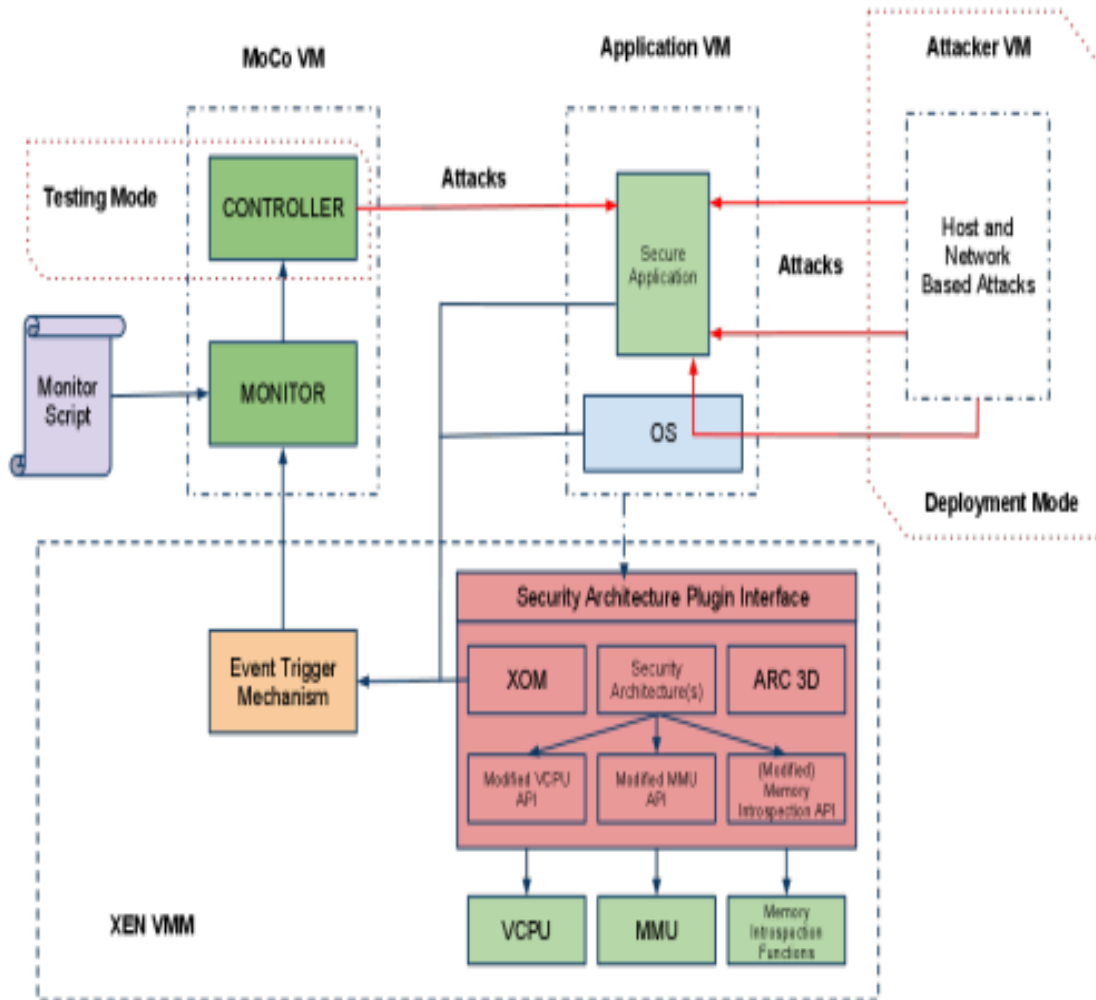 MoCo VM
Application VM
Attacker VM
Testing Mode
CONTROLLER
Attacks
Secure
Application
Attacks
Host and
Network
Based Attacks
Monitor
Script
MONITOR
OS
Deployment Mode
Security Architecture Plugin Interface
Event Trigger
Mechanism
XOM
Security
Architecture(s)
ARC 3D
Modified VCPU
API
Modified MMU
API
(Modified)
Memory
Introspection API
XEN VMM
VCPU
MMU
Memory
Introspection
Functions